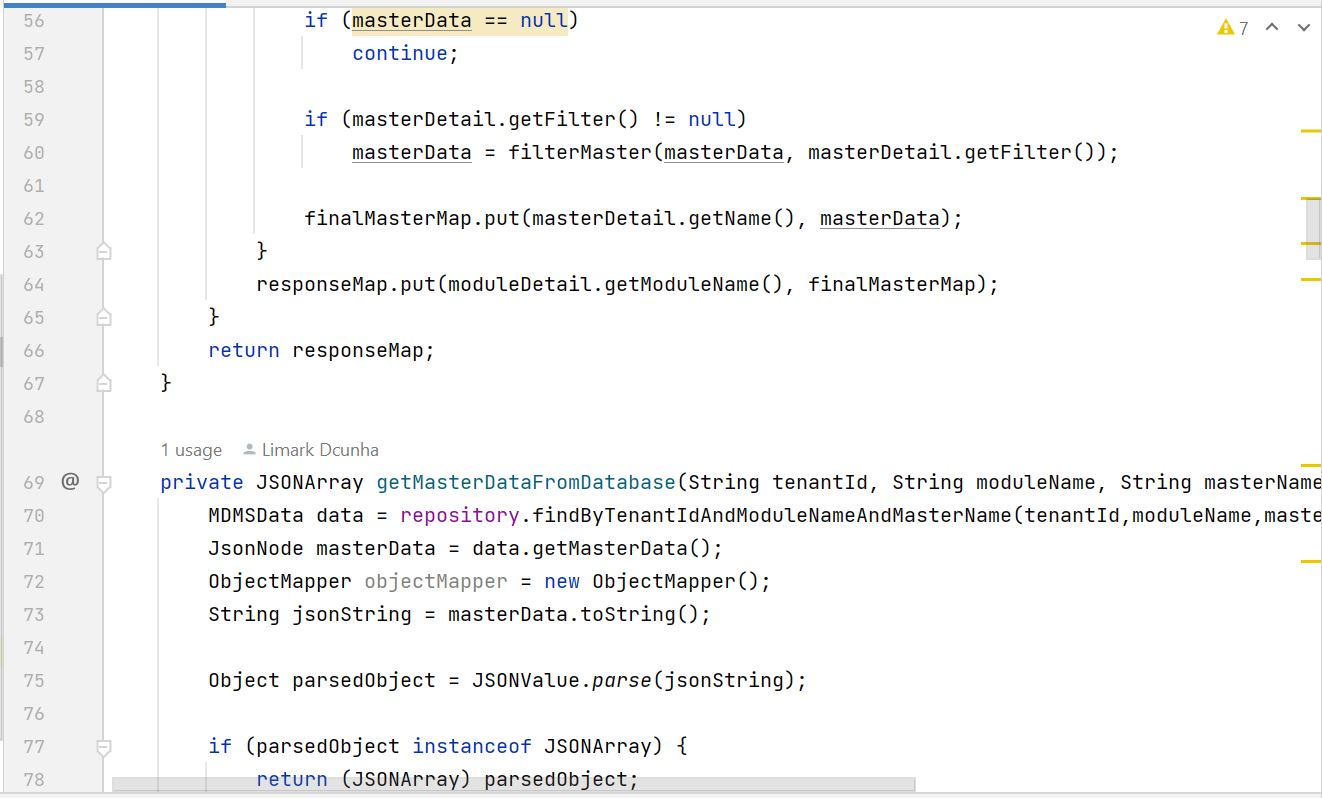 56 if (masterData == null)
7
57 continue;
58
59 if (masterDetail.getFilter() != null)
60 masterData = filterMaster(masterData, masterDetail.getFilter());
61
62 finalMasterMap.put(masterDetail.getName(), masterData);
63 }
64 responseMap.put(moduleDetail.getModuleName(), finalMasterMap);
65 }
66 return responseMap;
67 }
68
1 usage Limark Dcunha
69 @ private JSONArray getMasterDataFromDatabase(String tenantId, String moduleName, String masterName
70 MDMSData data = repository.findByTenantIdAndModuleNameAndMasterName(tenantId,moduleName,maste
71 JsonNode masterData = data.getMasterData();
72 ObjectMapper objectMapper = new ObjectMapper();
73 String jsonString = masterData.toString();
74
75 Object parsedObject = JSONValue.parse(jsonString);
76
77 if (parsedObject instanceof JSONArray) {
78 return (JSONArray) parsedObject;